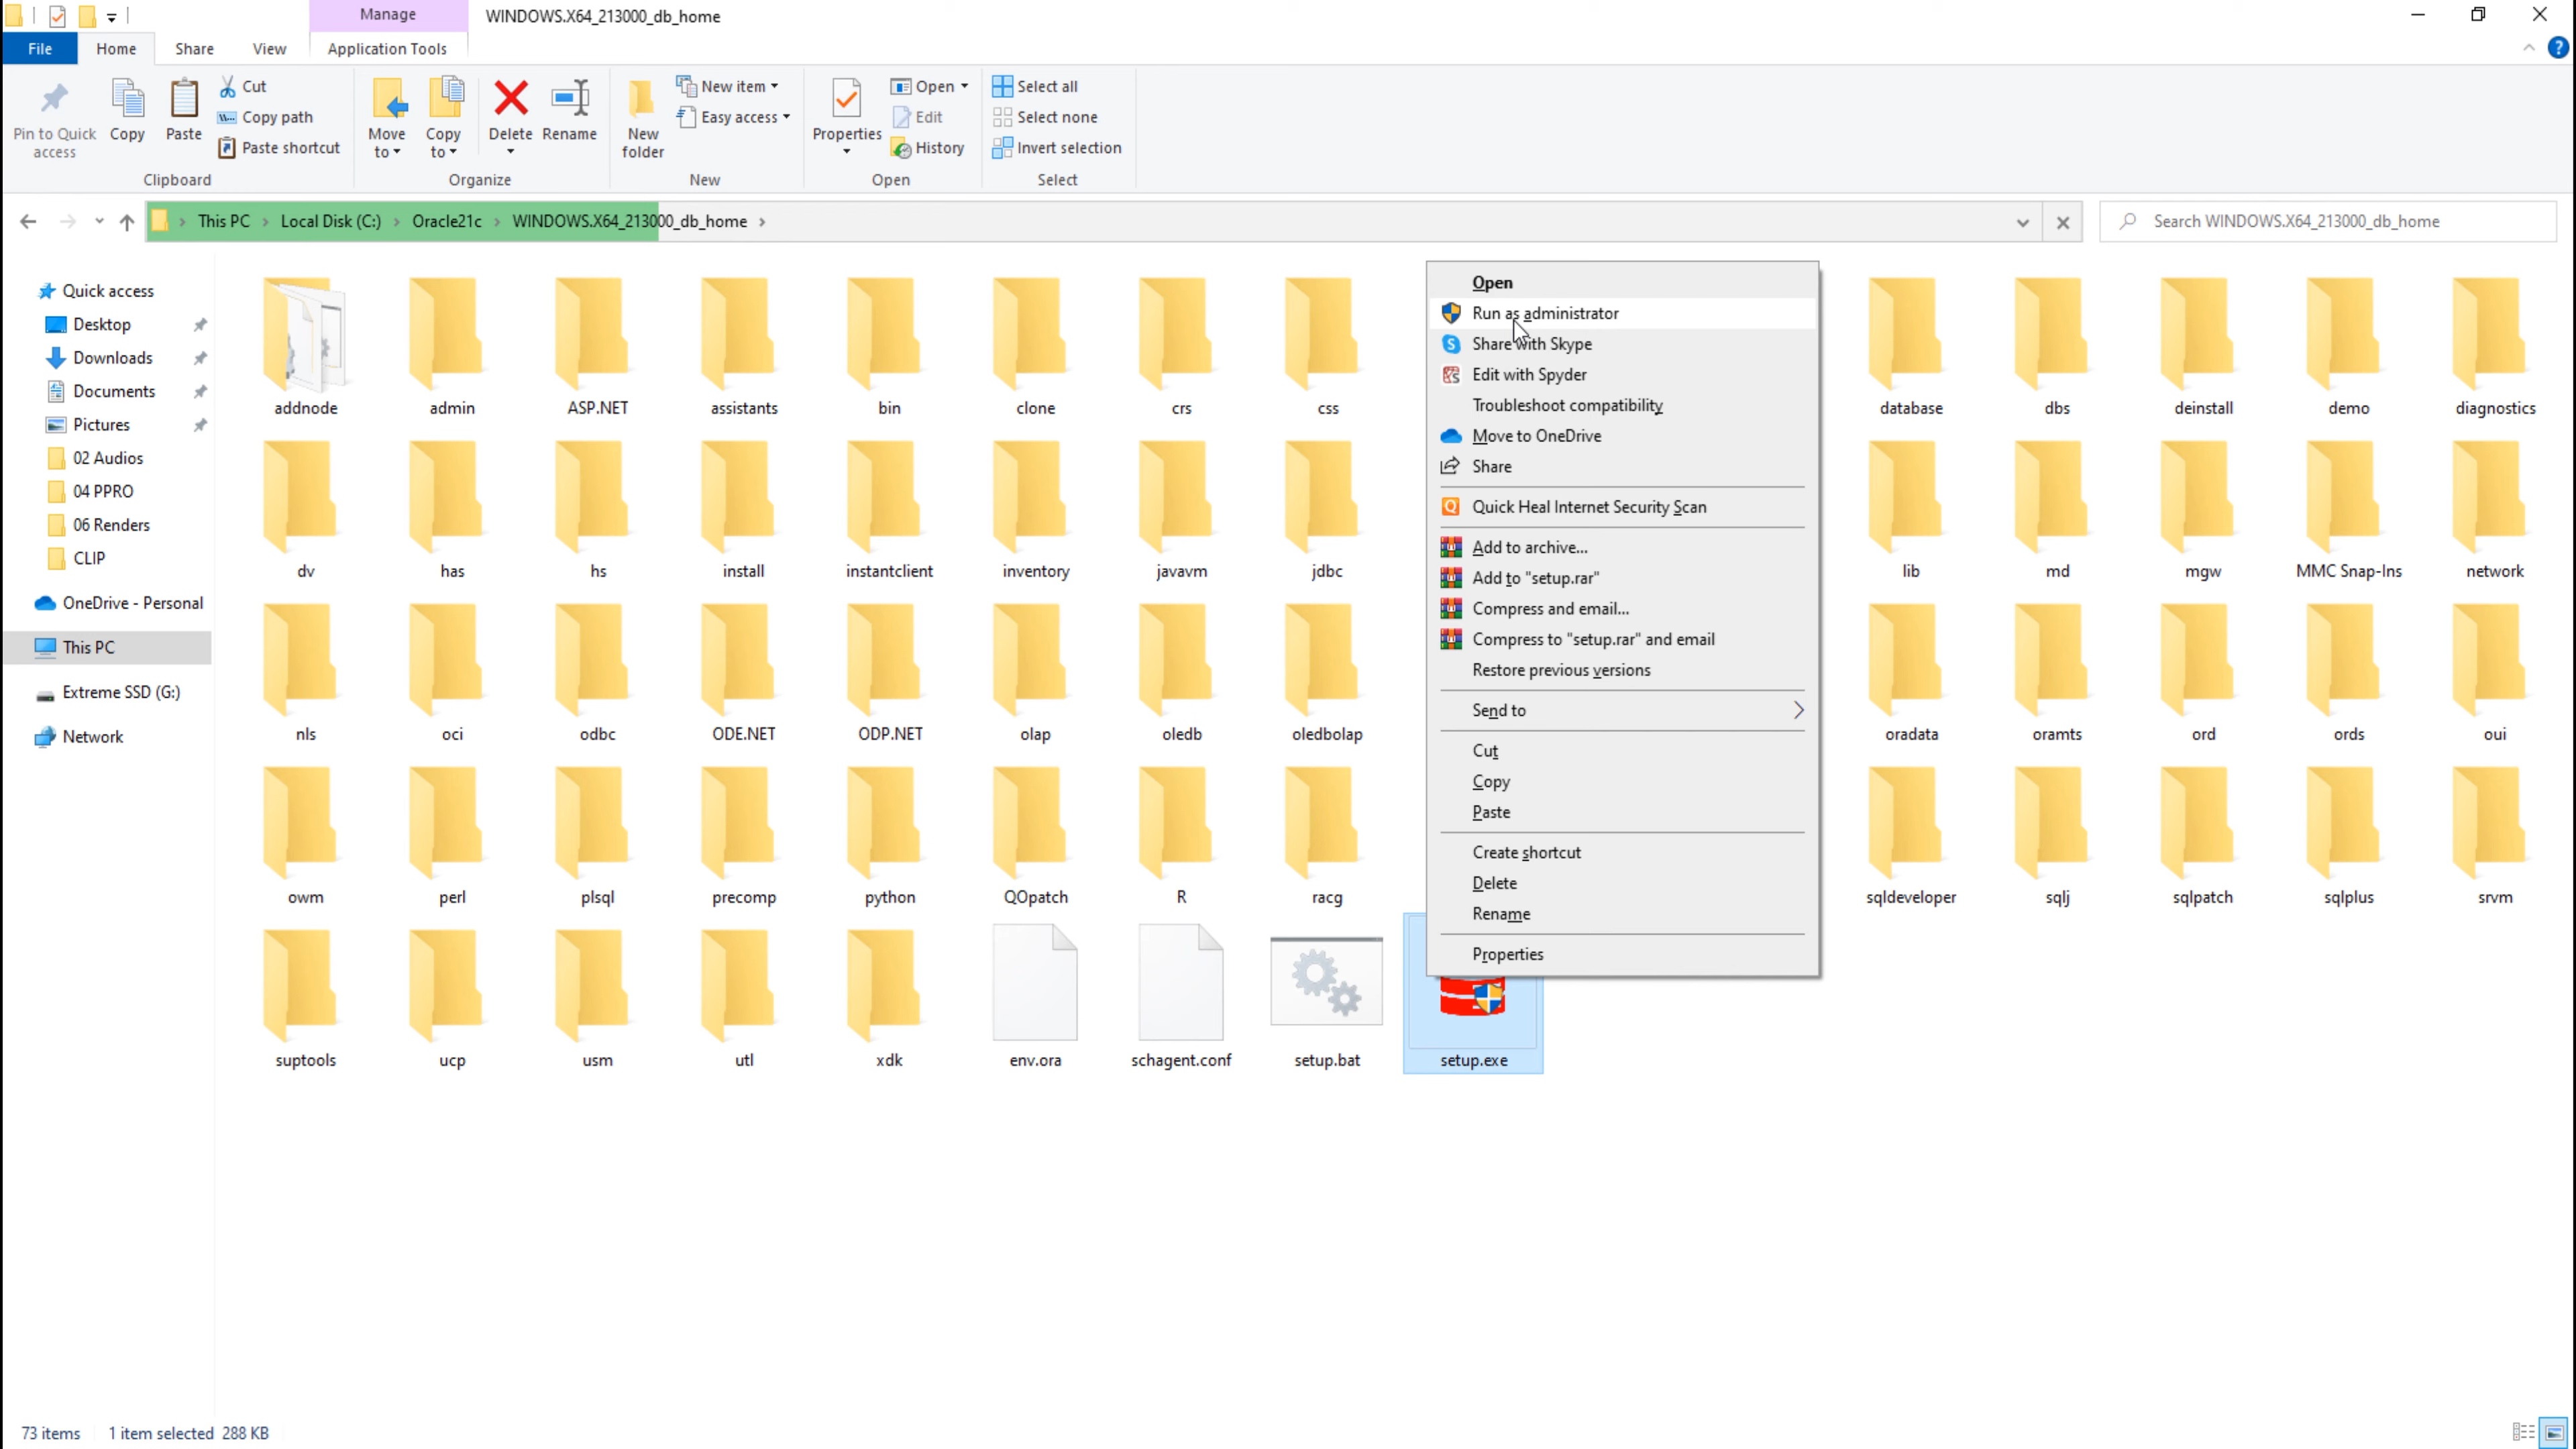 Manage
WINDOWS.X64_213000_db_home
File
Home
Share
View
Application Tools
Pin to Quick
access
Copy
Paste
Cut
Copy path
Paste shortcut
Clipboard
Move
to
Copy
to
Delete
Rename
Organize
New
folder
New item
Easy access
New
Properties
Open
Edit
History
Open
Select all
Select none
Invert selection
Select
This PC
Local Disk (C:)
Oracle21c
WINDOWS.X64_213000_db_home
Search WINDOWS.X64_213000_db_home
Quick access
Desktop
Downloads
Documents
Pictures
02 Audios
04 PPRO
06 Renders
CLIP
OneDrive - Personal
This PC
Extreme SSD (G:)
Network
addnode
admin
ASP.NET
assistants
bin
clone
crs
css
database
dbs
deinstall
demo
diagnostics
dv
has
hs
install
instantclient
inventory
javavm
jdbc
lib
md
mgw
MMC Snap-Ins
network
nls
oci
odbc
ODE.NET
ODP.NET
olap
oledb
oledbolap
oradata
oramts
ord
ords
oui
owm
perl
plsql
precomp
python
QOpatch
R
racg
sqldeveloper
sqlj
sqlpatch
sqlplus
srvm
suptools
ucp
usm
utl
xdk
env.ora
schagent.conf
setup.bat
setup.exe
Open
Run as administrator
Share with Skype
Edit with Spyder
Troubleshoot compatibility
Move to OneDrive
Share
Quick Heal Internet Security Scan
Add to archive...
Add to "setup.rar"
Compress and email...
Compress to "setup.rar" and email
Restore previous versions
Send to
Cut
Copy
Paste
Create shortcut
Delete
Rename
Properties
73 items
1 item selected 288 KB